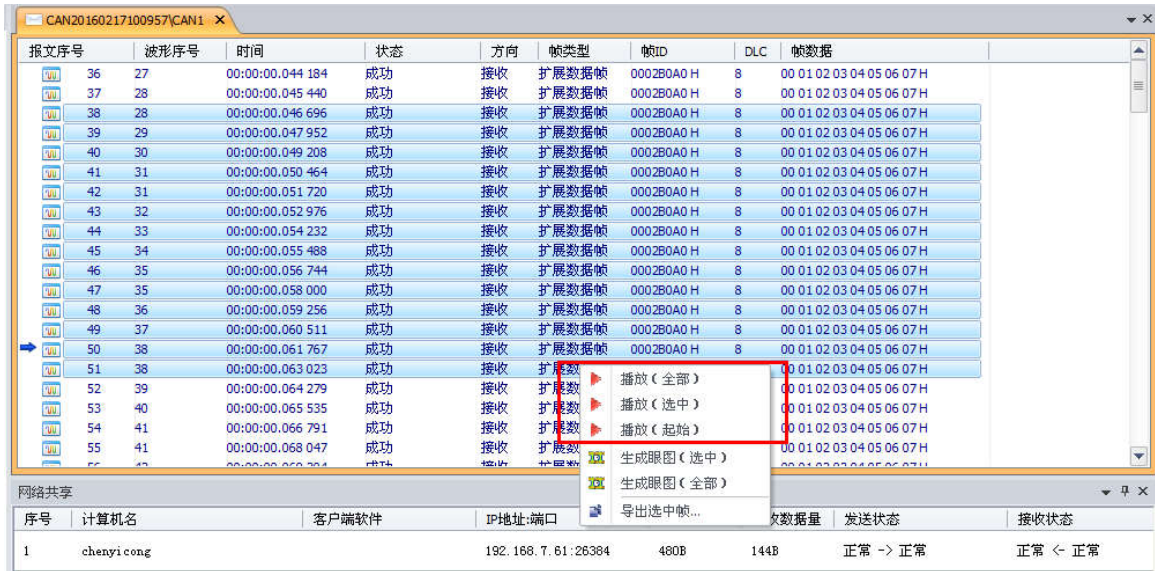 CAN20160217100957\CAN1
报文序号 波形序号 时间 状态 方向 帧类型 帧ID DLC 帧数据
36 27 00:00:00.044 184 成功 接收 扩展数据帧 0002B0A0 H 8 00 01 02 03 04 05 06 07 H
37 28 00:00:00.045 440 成功 接收 扩展数据帧 0002B0A0 H 8 00 01 02 03 04 05 06 07 H
38 28 00:00:00.046 696 成功 接收 扩展数据帧 0002B0A0 H 8 00 01 02 03 04 05 06 07 H
39 29 00:00:00.047 952 成功 接收 扩展数据帧 0002B0A0 H 8 00 01 02 03 04 05 06 07 H
40 30 00:00:00.049 208 成功 接收 扩展数据帧 0002B0A0 H 8 00 01 02 03 04 05 06 07 H
41 31 00:00:00.050 464 成功 接收 扩展数据帧 0002B0A0 H 8 00 01 02 03 04 05 06 07 H
42 31 00:00:00.051 720 成功 接收 扩展数据帧 0002B0A0 H 8 00 01 02 03 04 05 06 07 H
43 32 00:00:00.052 976 成功 接收 扩展数据帧 0002B0A0 H 8 00 01 02 03 04 05 06 07 H
44 33 00:00:00.054 232 成功 接收 扩展数据帧 0002B0A0 H 8 00 01 02 03 04 05 06 07 H
45 34 00:00:00.055 488 成功 接收 扩展数据帧 0002B0A0 H 8 00 01 02 03 04 05 06 07 H
46 35 00:00:00.056 744 成功 接收 扩展数据帧 0002B0A0 H 8 00 01 02 03 04 05 06 07 H
47 35 00:00:00.058 000 成功 接收 扩展数据帧 0002B0A0 H 8 00 01 02 03 04 05 06 07 H
48 36 00:00:00.059 256 成功 接收 扩展数据帧 0002B0A0 H 8 00 01 02 03 04 05 06 07 H
49 37 00:00:00.060 511 成功 接收 扩展数据帧 0002B0A0 H 8 00 01 02 03 04 05 06 07 H
50 38 00:00:00.061 767 成功 接收 扩展数据帧 0002B0A0 H 8 00 01 02 03 04 05 06 07 H
51 38 00:00:00.063 023 成功 接收 扩展数 00 01 02 03 04 05 06 07 H
52 39 00:00:00.064 279 成功 接收 扩展数 00 01 02 03 04 05 06 07 H
53 40 00:00:00.065 535 成功 接收 扩展数 00 01 02 03 04 05 06 07 H
54 41 00:00:00.066 791 成功 接收 扩展数 00 01 02 03 04 05 06 07 H
55 41 00:00:00.068 047 成功 接收 扩展数 00 01 02 03 04 05 06 07 H
播放(全部)
播放(选中)
播放(起始)
生成眼图(选中)
生成眼图(全部)
导出选中帧...
网络共享
序号 计算机名 客户端软件 IP地址:端口 数据量 发送状态 接收状态
1 chenyicong 192.168.7.61:26384 480B 144B 正常 -> 正常 正常 <- 正常